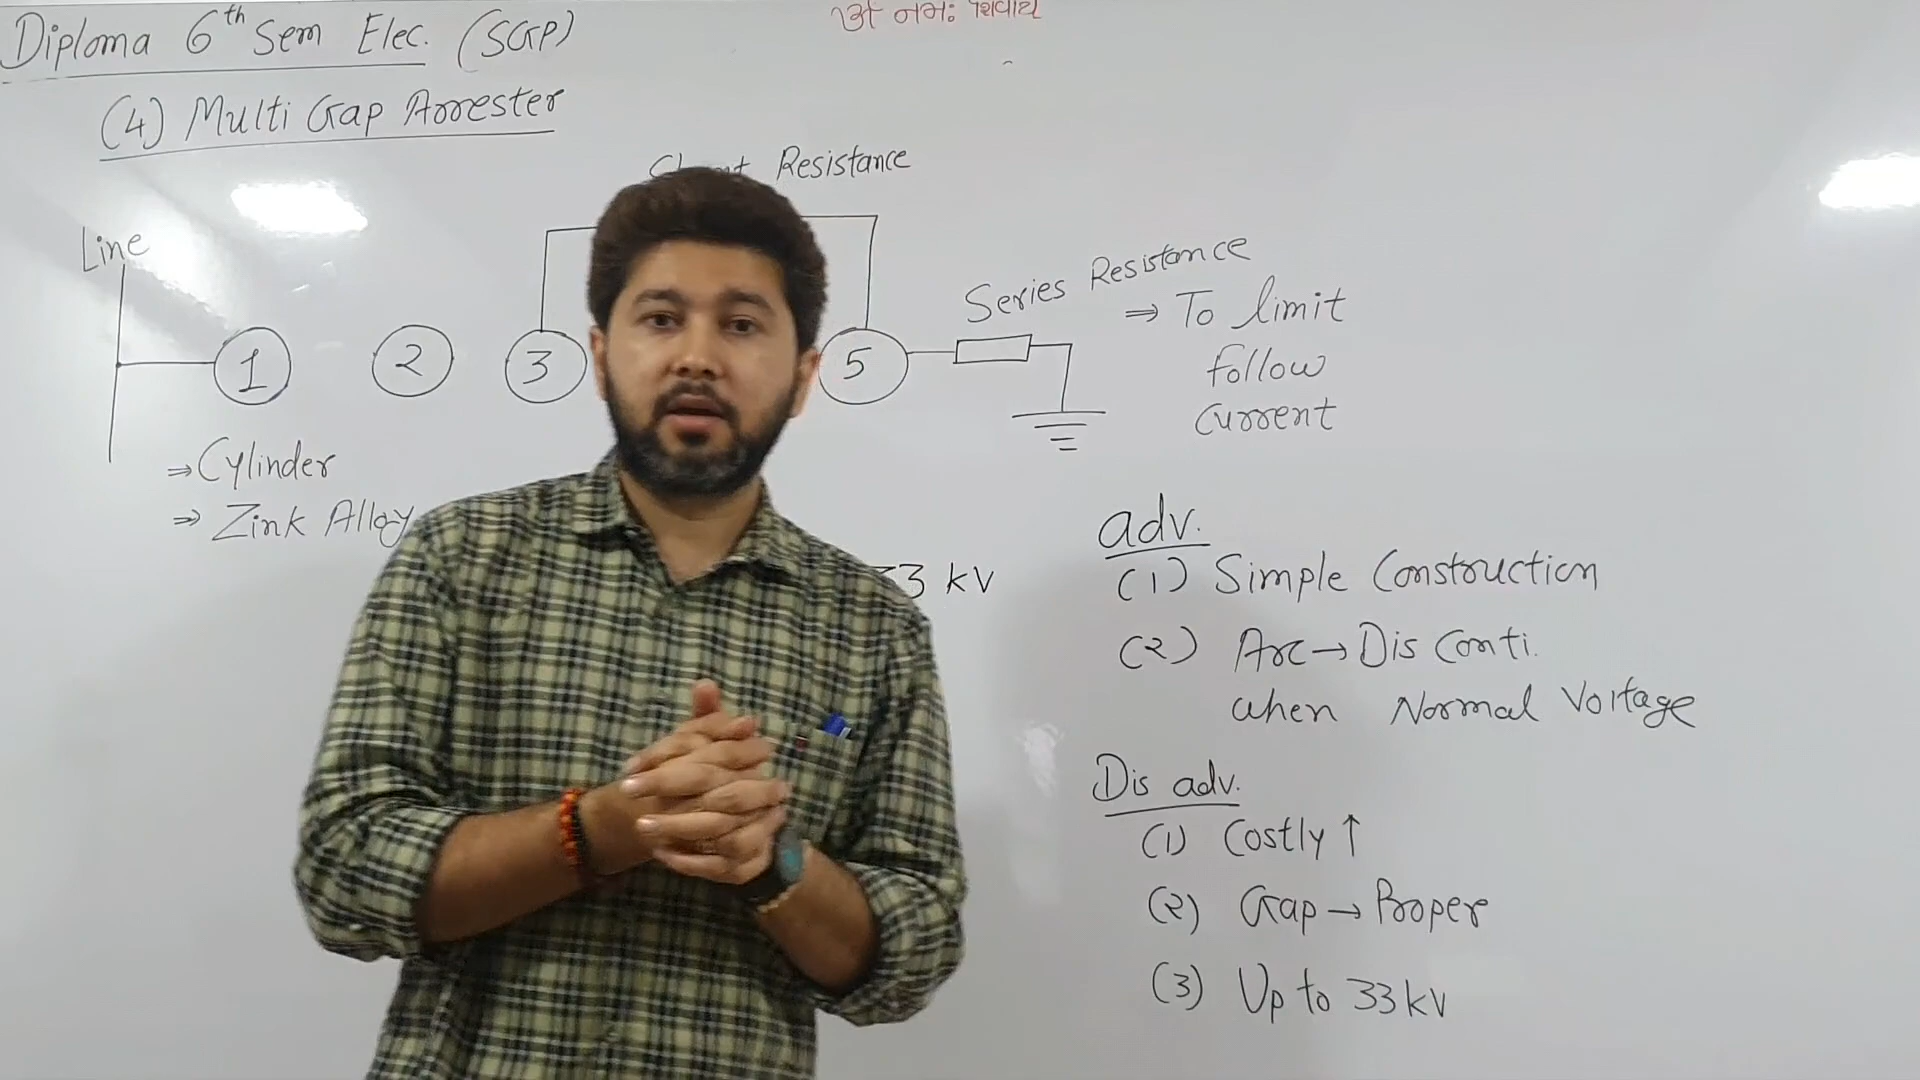 Diploma 6th Sem Elec. (SGP)
ॐ नमः शिवाय
(4) Multi Gap Arrester
Resistance
Line
Series Resistance
⇒ To limit
follow
current
1 2 3 5
⇒ Cylinder
⇒ Zink Alloy
33 kV
adv.
(1) Simple Construction
(2) Arc → Dis Conti.
when Normal Voltage
Dis adv.
(1) Costly ↑
(2) Gap → Proper
(3) Up to 33 kV